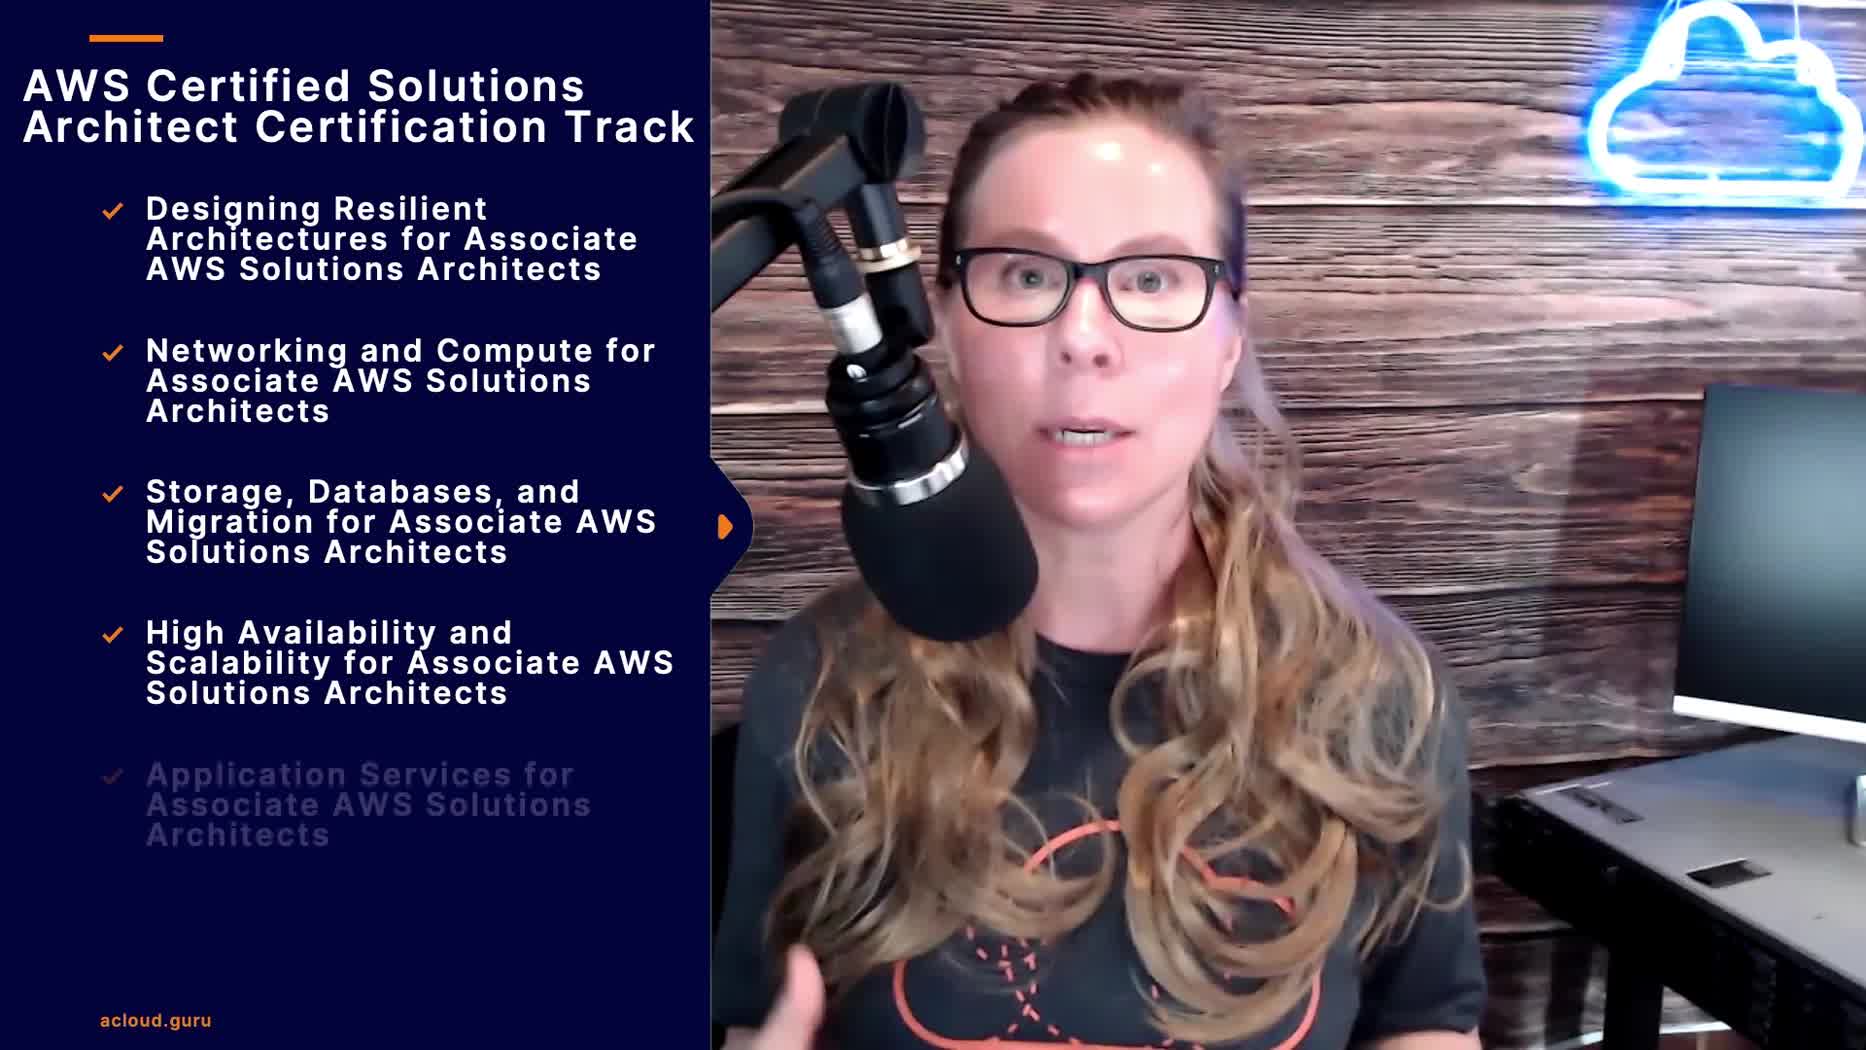 AWS Certified Solutions
Architect Certification Track
Designing Resilient
Architectures for Associate
AWS Solutions Architects
Networking and Compute for
Associate AWS Solutions
Architects
Storage, Databases, and
Migration for Associate AWS
Solutions Architects
High Availability and
Scalability for Associate AWS
Solutions Architects
Application Services for
Associate AWS Solutions
Architects
acloud.guru